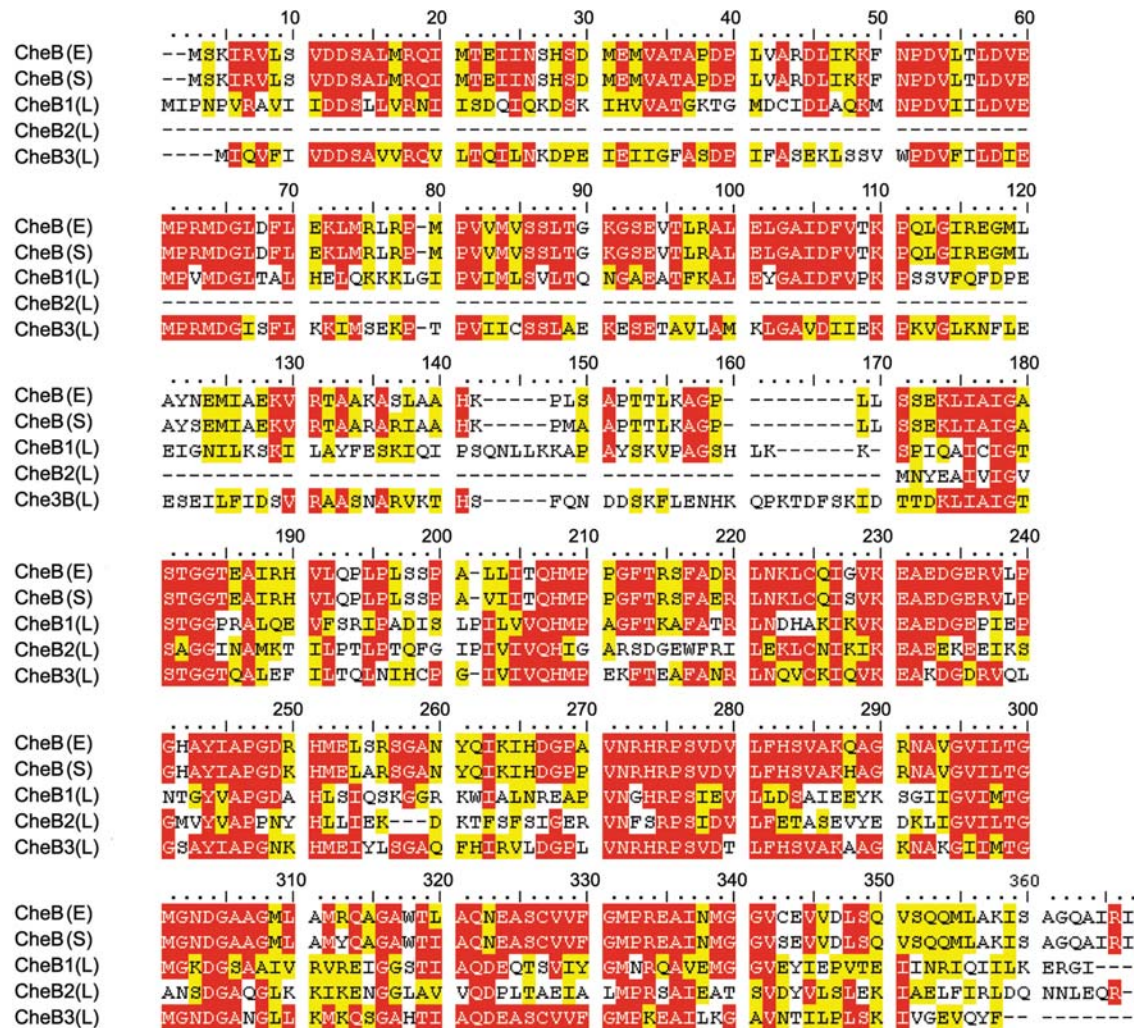 10 20 30 40 50 60
CheB(E) --MSKIRVLS VDDSALMRQI MTEIINSHSD MEMVATAPDP LVARDLIKKF NPDVLTLDVE
CheB(S) --MSKIRVLS VDDSALMRQI MTEIINSHSD MEMVATAPDP LVARDLIKKF NPDVLTLDVE
CheB1(L) MIPNPVRAVI IDDSLLVRNI ISDQIQKDSK IHVVATGKTG MDCIDLAQKM NPDVIILDVE
CheB2(L) ---------- ---------- ---------- ---------- ---------- ----------
CheB3(L) ----MIQVFI VDDSAVVRQV LTQILNKDPE IEIIGFASDP IFASEKLSSV WPDVFILDIE
70 80 90 100 110 120
CheB(E) MPRMDGLDFL EKLMRLRP-M PVVMVSSLTG KGSEVTLRAL ELGAIDFVTK PQLGIREGML
CheB(S) MPRMDGLDFL EKLMRLRP-M PVVMVSSLTG KGSEVTLRAL ELGAIDFVTK PQLGIREGML
CheB1(L) MPVMDGLTAL HELQKKKLGI PVIMLSVLTQ NGAEATFKAL EYGAIDFVPK PSSVFQFDPE
CheB2(L) ---------- ---------- ---------- ---------- ---------- ----------
CheB3(L) MPRMDGISFL KKIMSEKP-T PVIICSSLAE KESETAVLAM KLGAVDIIEK PKVGLKNFLE
130 140 150 160 170 180
CheB(E) AYNEMIAEKV RTAAKASLAA HK-----PLS APTTLKAGP- --------LL SSEKLIAIGA
CheB(S) AYSEMIAEKV RTAARARIAA HK-----PMA APTTLKAGP- --------LL SSEKLIAIGA
CheB1(L) EIGNILKSKI LAYFESKIQI PSQNLLKKAP AYSKVPAGSH LK------K- SPIQAICIGT
CheB2(L) ---------- ---------- ---------- ---------- ---------- MNYEAIVIGV
Che3B(L) ESEILFIDSV RAASNARVKT HS-----FQN DDSKFLENHK QPKTDFSKID TTDKLIAIGT
190 200 210 220 230 240
CheB(E) STGGTEAIRH VLQPLPLSSP A-LLITQHMP PGFTRSFADR LNKLCQIGVK EAEDGERVLP
CheB(S) STGGTEAIRH VLQPLPLSSP A-VIITQHMP PGFTRSFAER LNKLCQISVK EAEDGERVLP
CheB1(L) STGGPRALQE VFSRIPADIS LPILVVQHMP AGFTKAFATR LNDHAKIKVK EAEDGEPIEP
CheB2(L) SAGGINAMKT ILPTLPTQFG IPIVIVQHIG ARSDGEWFRI LEKLCNIKIK EAEEKEEIKS
CheB3(L) STGGTQALEF ILTQLNIHCP G-IVIVQHMP EKFTEAFANR LNQVCKIQVK EAKDGDRVQL
250 260 270 280 290 300
CheB(E) GHAYIAPGDR HMELSRSGAN YQIKIHDGPA VNRHRPSVDV LFHSVAKQAG RNAVGVILTG
CheB(S) GHAYIAPGDK HMELARSGAN YQIKIHDGPP VNRHRPSVDV LFHSVAKHAG RNAVGVILTG
CheB1(L) NTGYVAPGDA HLSIQSKGGR KWIALNREAP VNGHRPSIEV LLDSAIEEYK SGIIGVIMTG
CheB2(L) GMVYVAPPNY HLLIEK---D KTFSFSIGER VNFSRPSIDV LFETASEVYE DKLIGVILTG
CheB3(L) GSAYIAPGNK HMEIYLSGAQ FHIRVLDGPL VNRHRPSVDT LFHSVAKAAG KNAKGIIMTG
310 320 330 340 350 360
CheB(E) MGNDGAAGML AMRQAGAWTL AQNEASCVVF GMPREAINMG GVCEVVDLSQ VSQQMLAKIS AGQAIRI
CheB(S) MGNDGAAGML AMYQAGAWTI AQNEASCVVF GMPREAINMG GVSEVVDLSQ VSQQMLAKIS AGQAIRI
CheB1(L) MGKDGSAAIV RVREIGGSTI AQDEQTSVIY GMNRQAVEMG GVEYIEPVTE IINRIQIILK ERGI---
CheB2(L) ANSDGAQGLK KIKENGGLAV VQDPLTAEIA LMPRSAIEAT SVDYVLSLEK IAELFIRLDQ NNLEQR-
CheB3(L) MGNDGANGLL KMKQSGAHTI AQDEASCVVF GMPKEAILKG AVNTILPLSK IVGEVQYF-- -------